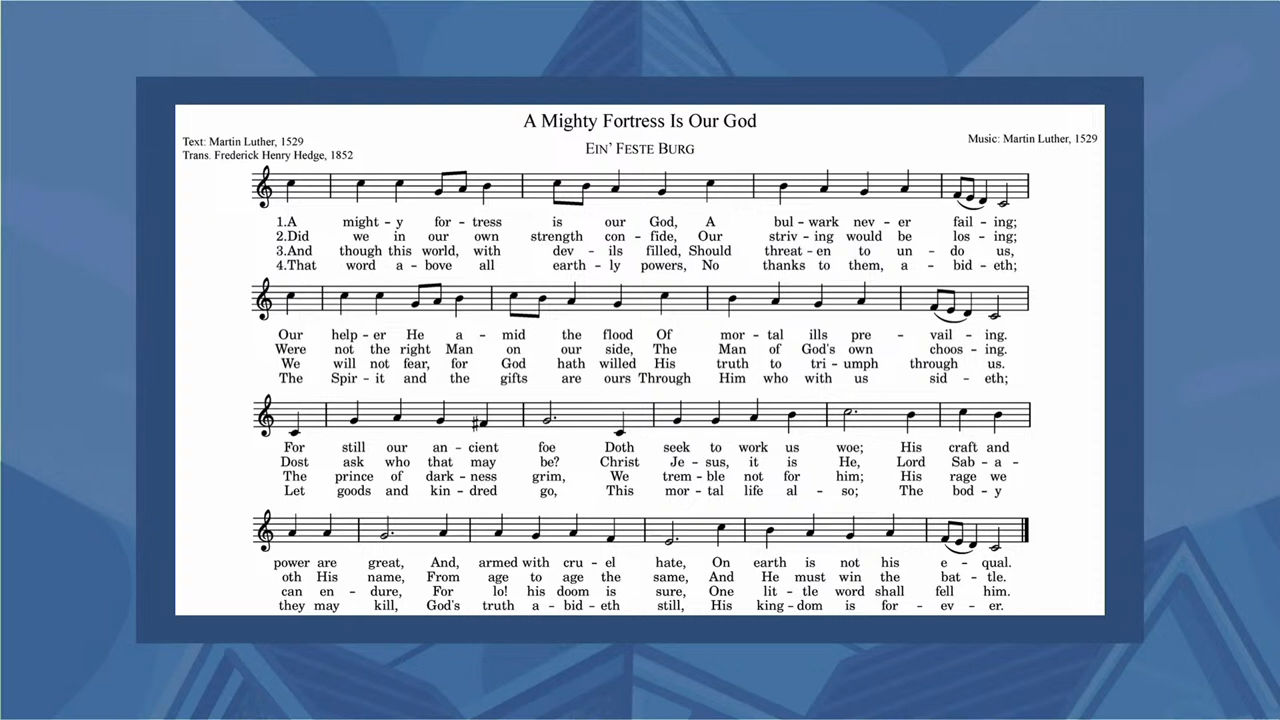 A Mighty Fortress Is Our God
Text: Martin Luther, 1529
Music: Martin Luther, 1529
Trans. Frederick Henry Hedge, 1852
EIN' FESTE BURG
1.A might - y for - tress is our God, A bul - wark nev - er fail - ing;
2.Did we in our own strength con - fide, Our striv - ing would be los - ing;
3.And though this world, with dev - ils filled, Should threat - en to un - do us,
4.That word a - bove all earth - ly powers, No thanks to them, a - bid - eth;
Our help - er He a - mid the flood Of mor - tal ills pre - vail - ing.
Were not the right Man on our side, The Man of God's own choos - ing.
We will not fear, for God hath willed His truth to tri - umph through us.
The Spir - it and the gifts are ours Through Him who with us sid - eth;
For still our an - cient foe Doth seek to work us woe; His craft and
Dost ask who that may be? Christ Je - sus, it is He, Lord Sab - a -
The prince of dark - ness grim, We trem - ble not for him; His rage we
Let goods and kin - dred go, This mor - tal life al - so; The bod - y
power are great, And, armed with cru - el hate, On earth is not his e - qual.
oth His name, From age to age the same, And He must win the bat - tle.
can en - dure, For lo! his doom is sure, One lit - tle word shall fell him.
they may kill, God's truth a - bid - eth still, His king - dom is for - ev - er.